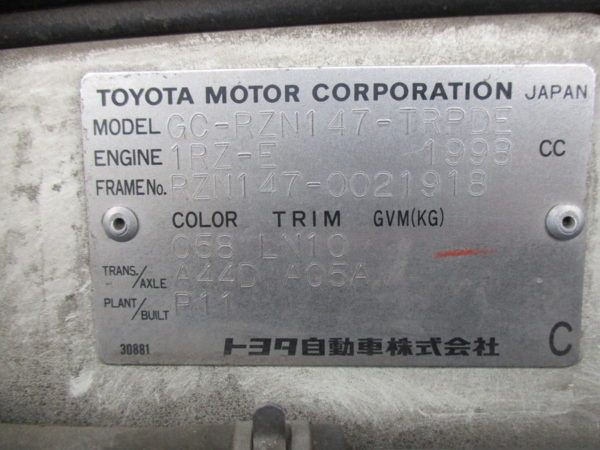 TOYOTA MOTOR CORPORATION JAPAN
MODEL GC-RZN147-TRPDE
ENGINE 1RZ-E 1998 CC
FRAME No. RZN147-0021918
COLOR TRIM GVM(KG)
058 LN10
TRANS./AXLE A44D A05A
PLANT/BUILT P11
30881 トヨタ自動車株式会社 C